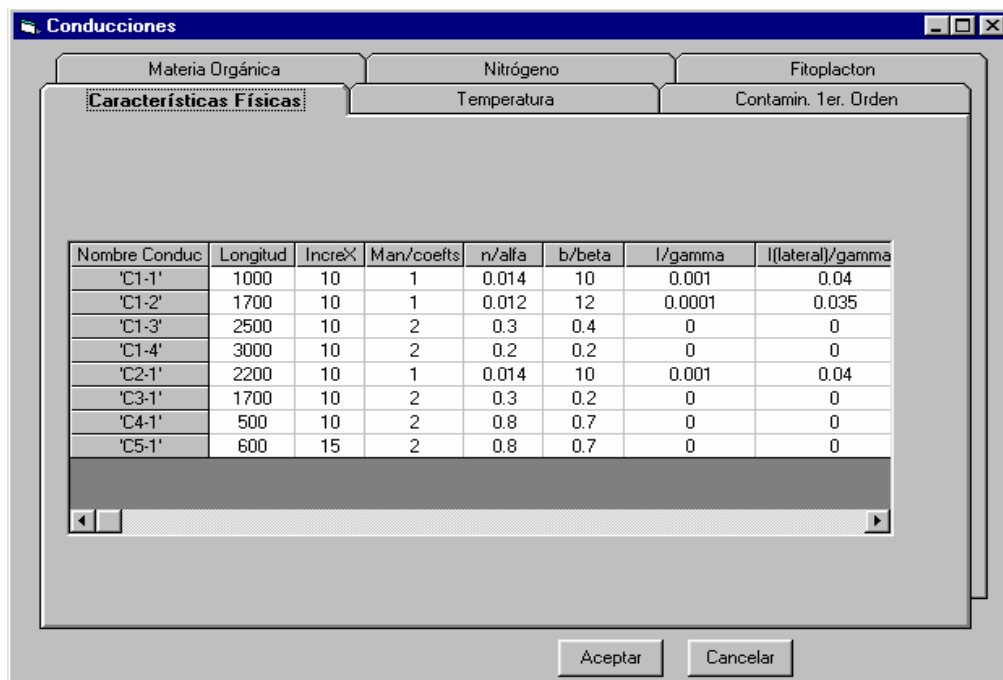 Conducciones
Materia Orgánica Nitrógeno Fitoplacton
Características Físicas Temperatura Contamin. 1er. Orden
Nombre Conduc Longitud IncreX Man/coefts n/alfa b/beta I/gamma I(lateral)/gamma
'C1-1' 1000 10 1 0.014 10 0.001 0.04
'C1-2' 1700 10 1 0.012 12 0.0001 0.035
'C1-3' 2500 10 2 0.3 0.4 0 0
'C1-4' 3000 10 2 0.2 0.2 0 0
'C2-1' 2200 10 1 0.014 10 0.001 0.04
'C3-1' 1700 10 2 0.3 0.2 0 0
'C4-1' 500 10 2 0.8 0.7 0 0
'C5-1' 600 15 2 0.8 0.7 0 0
Aceptar Cancelar